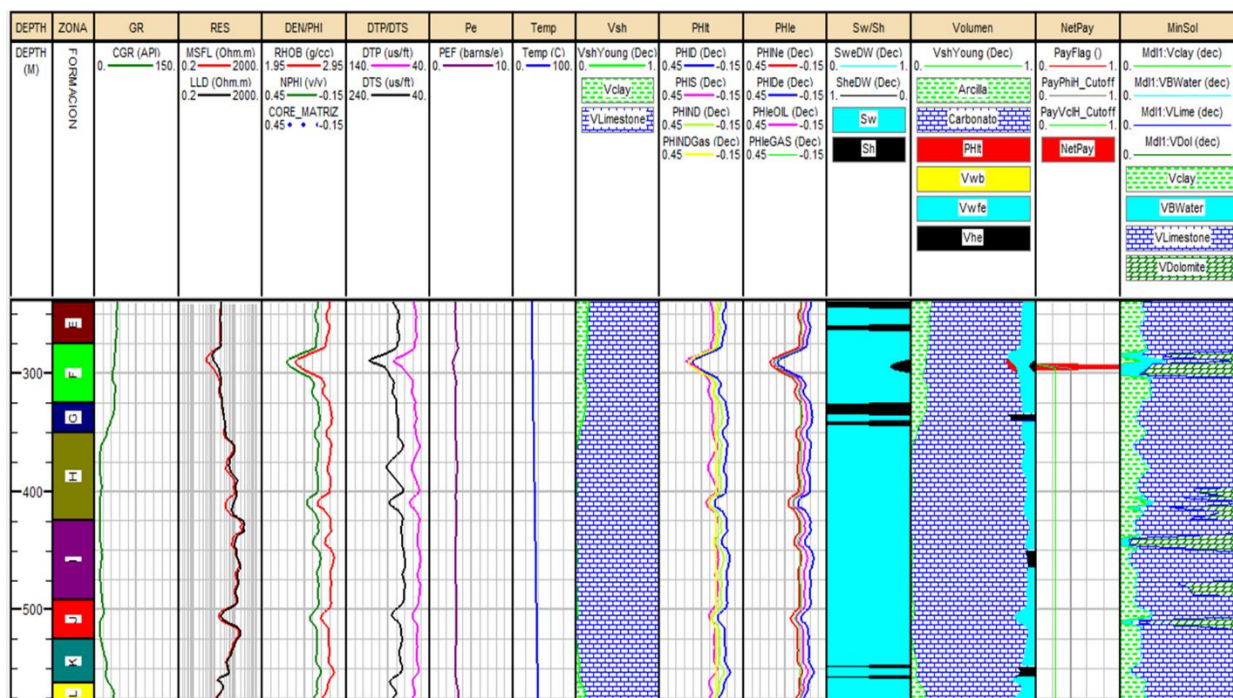 DEPTH ZONA GR RES DEN/PHI DTP/DTS Pe Temp Vsh PHIt PHIe Sw/Sh Volumen NetPay MinSol
DEPTH (M)
FORMACION
CGR (API)
0. 150.
MSFL (Ohm.m)
0.2 2000.
LLD (Ohm.m)
0.2 2000.
RHOB (g/cc)
1.95 2.95
NPHI (v/v)
0.45 -0.15
CORE_MATRIZ
0.45 -0.15
DTP (us/ft)
140. 40.
DTS (us/ft)
240. 40.
PEF (barns/e)
0. 10.
Temp (C)
0. 100.
VshYoung (Dec)
0. 1.
Vclay
VLimestone
PHID (Dec)
0.45 -0.15
PHIS (Dec)
0.45 -0.15
PHIND (Dec)
0.45 -0.15
PHINDGas (Dec)
0.45 -0.15
PHINe (Dec)
0.45 -0.15
PHIDe (Dec)
0.45 -0.15
PHIeOIL (Dec)
0.45 -0.15
PHIeGAS (Dec)
0.45 -0.15
SweDW (Dec)
0. 1.
SheDW (Dec)
1. 0.
Sw
Sh
VshYoung (Dec)
0. 1.
Arcilla
Carbonato
PHIt
Vwb
Vwfe
Vhe
PayFlag ()
0. 1.
PayPhiH_Cutoff
0. 1.
PayVclH_Cutoff
0. 1.
NetPay
Mdl1:Vclay (dec)
Mdl1:VBWater (dec)
Mdl1:VLime (dec)
Mdl1:VDol (dec)
0. 1.
Vclay
VBWater
VLimestone
VDolomite
E
300
F
G
H
400
I
500
J
K
L